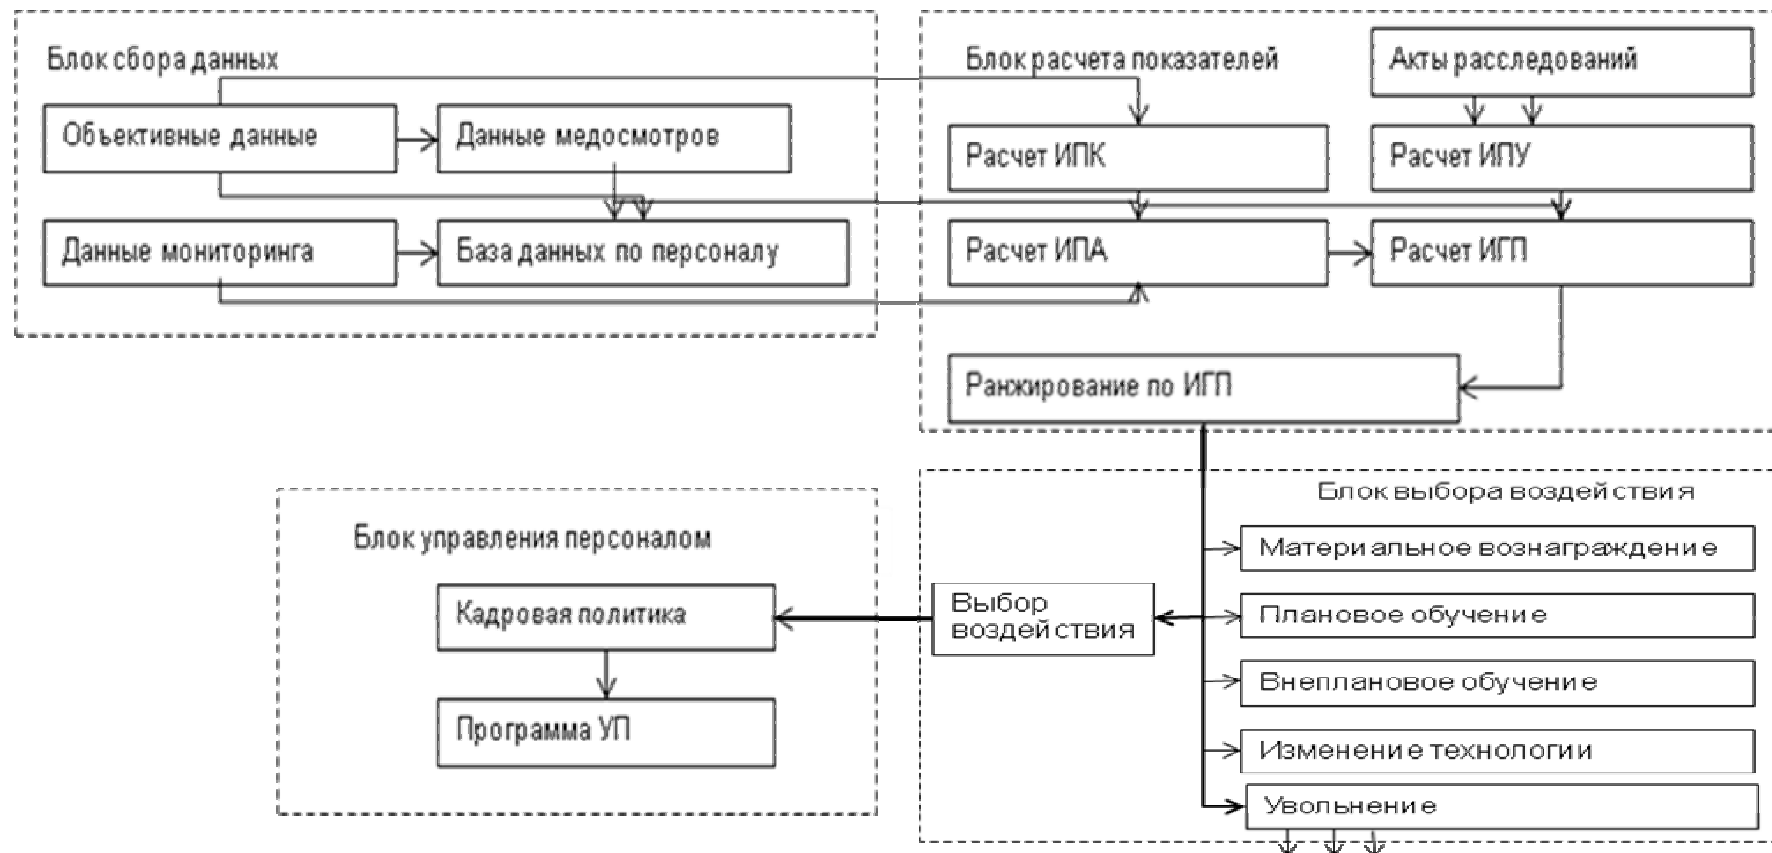 Блок сбора данных
Объективные данные
Данные медосмотров
Данные мониторинга
База данных по персоналу
Блок расчета показателей
Акты расследований
Расчет ИПК
Расчет ИПУ
Расчет ИПА
Расчет ИГП
Ранжирование по ИГП
Блок управления персоналом
Кадровая политика
Программа УП
Блок выбора воздействия
Выбор
воздействия
Материальное вознаграждение
Плановое обучение
Внеплановое обучение
Изменение технологии
Увольнение